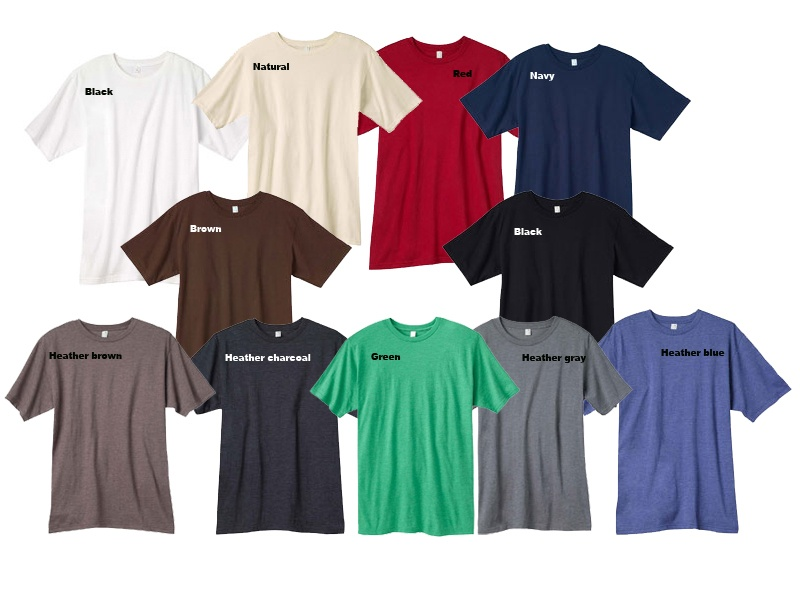 Black
Natural
Red
Navy
Brown
Black
Heather brown
Heather charcoal
Green
Heather gray
Heather blue